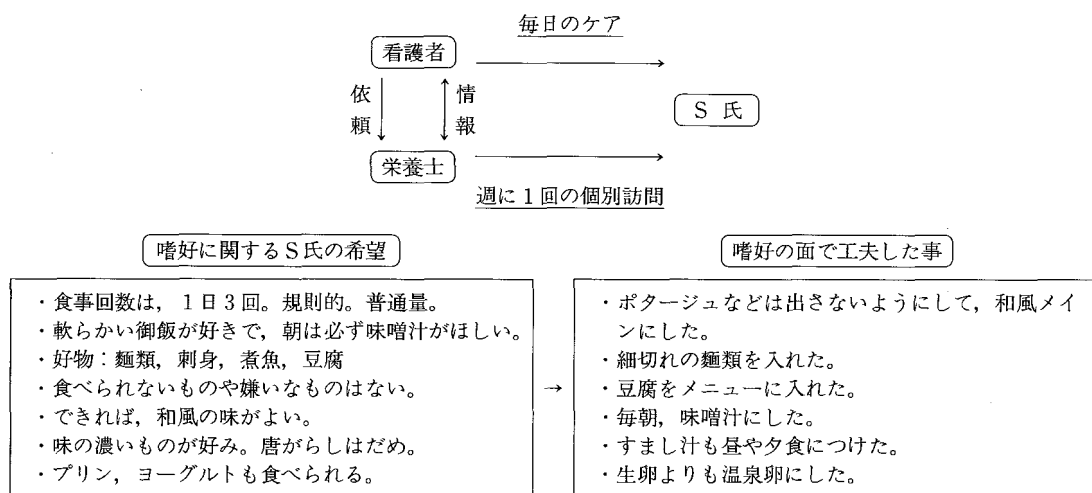 毎日のケア
看護者
依頼
情報
S 氏
栄養士
週に1回の個別訪問
嗜好に関するS氏の希望
・食事回数は，1日3回。規則的。普通量。
・軟らかい御飯が好きで，朝は必ず味噌汁がほしい。
・好物：麵類，刺身，煮魚，豆腐
・食べられないものや嫌いなものはない。
・できれば，和風の味がよい。
・味の濃いものが好み。唐がらしはだめ。
・プリン，ヨーグルトも食べられる。
→
嗜好の面で工夫した事
・ポタージュなどは出さないようにして，和風メイ
ンにした。
・細切れの麵類を入れた。
・豆腐をメニューに入れた。
・毎朝，味噌汁にした。
・すまし汁も昼や夕食につけた。
・生卵よりも温泉卵にした。